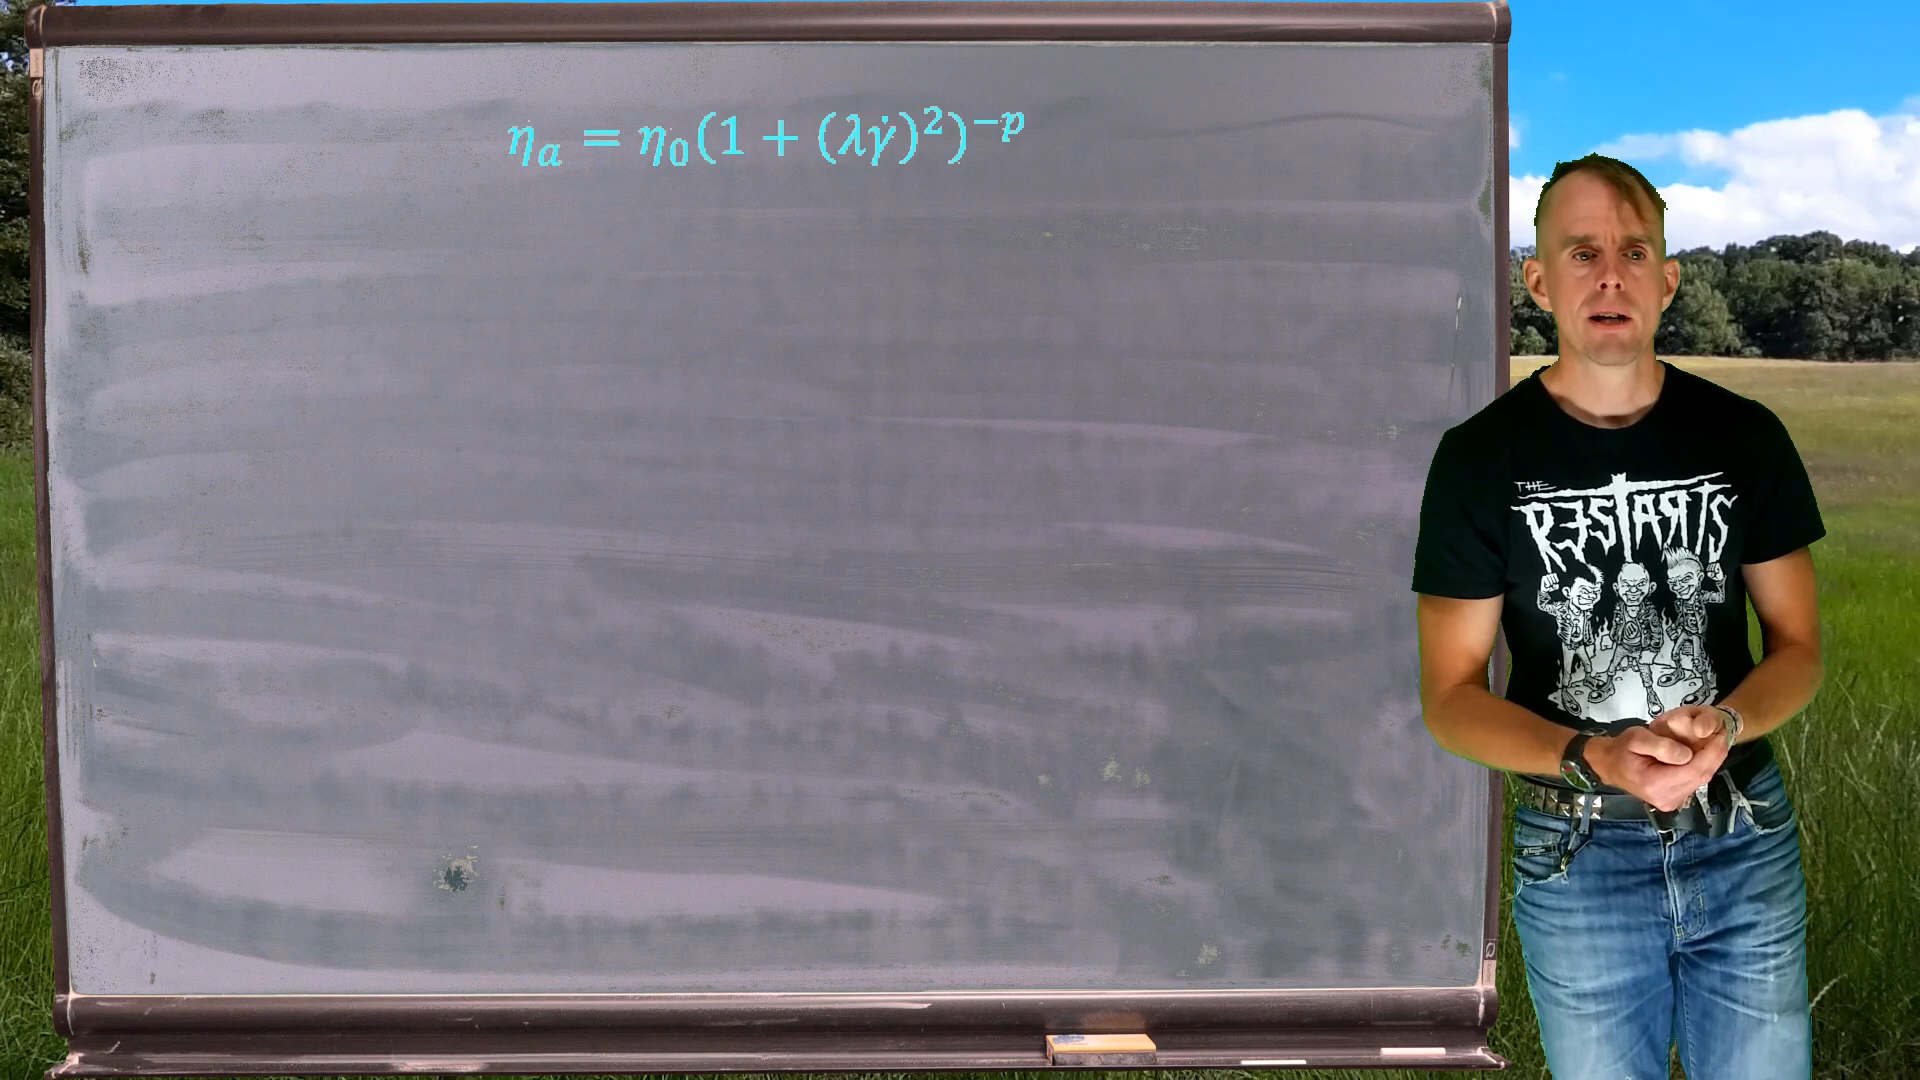 η_a = η_0(1 + (λγ̇)²)^{−p}
THE
RESTARTS